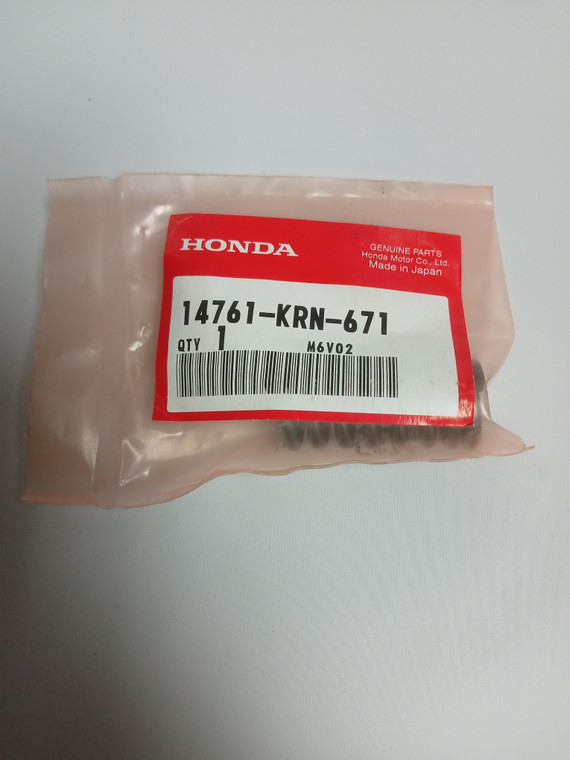 HONDA
GENUINE PARTS
Honda Motor Co., Ltd.
Made in Japan
14761-KRN-671
QTY 1 M6V02